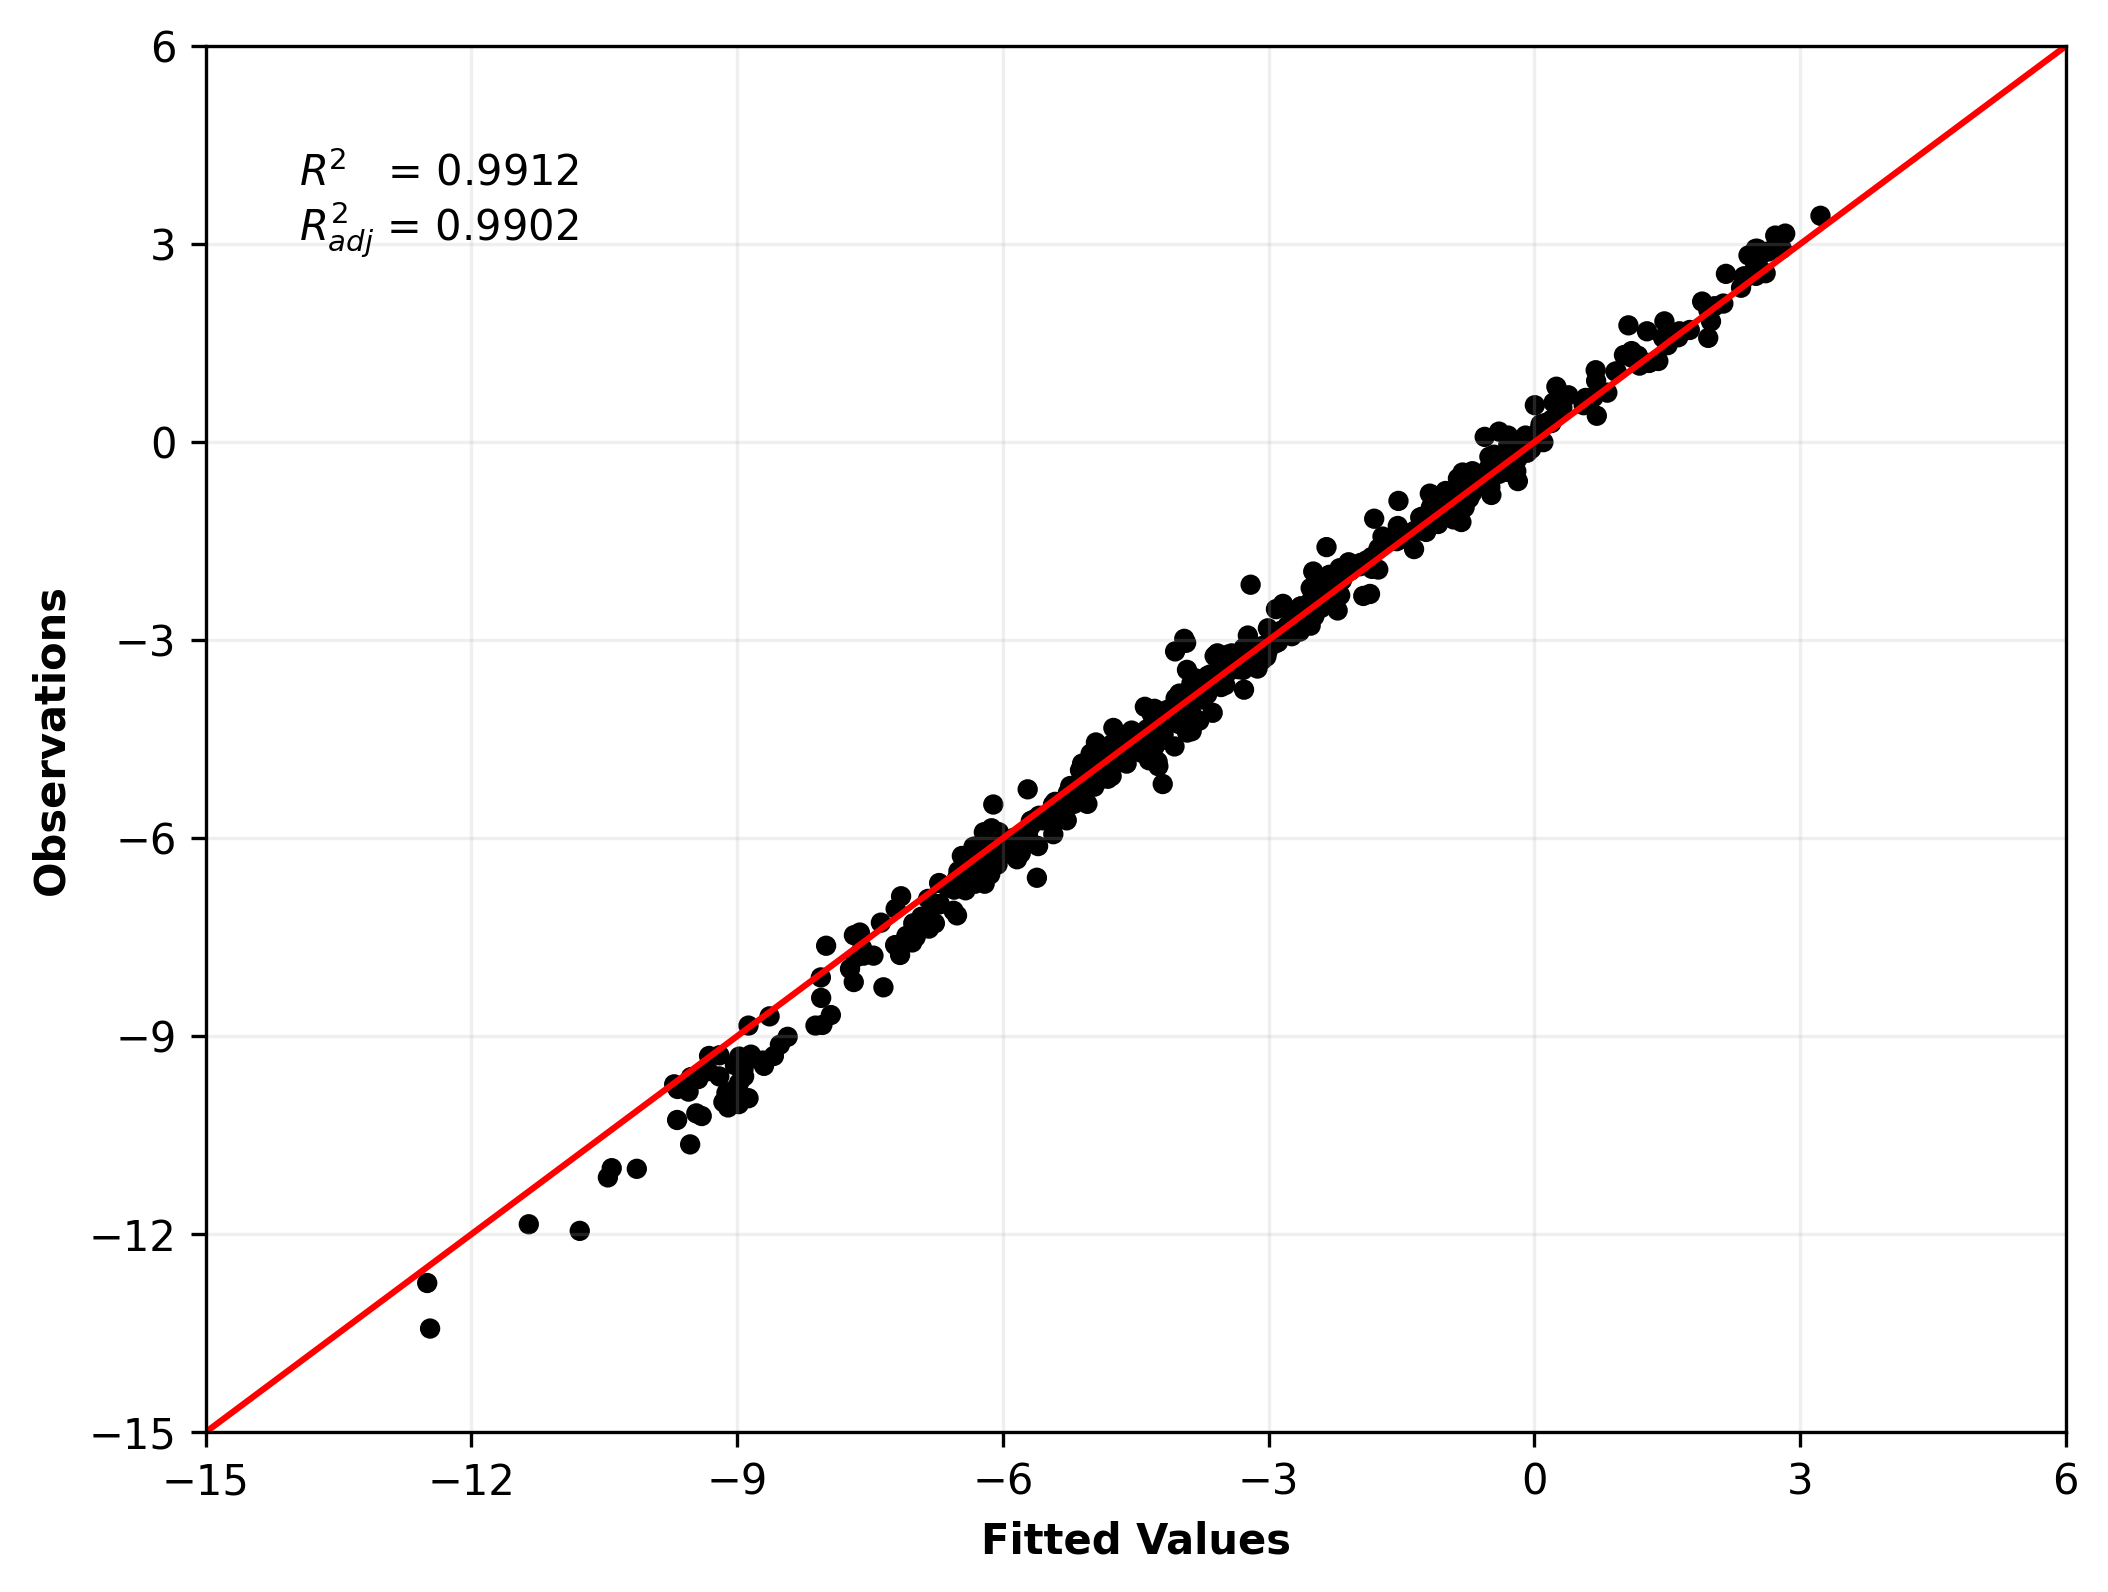 6
R² = 0.9912
R²adj = 0.9902
3
0
−3
Observations
−6
−9
−12
−15
−15 −12 −9 −6 −3 0 3 6
Fitted Values